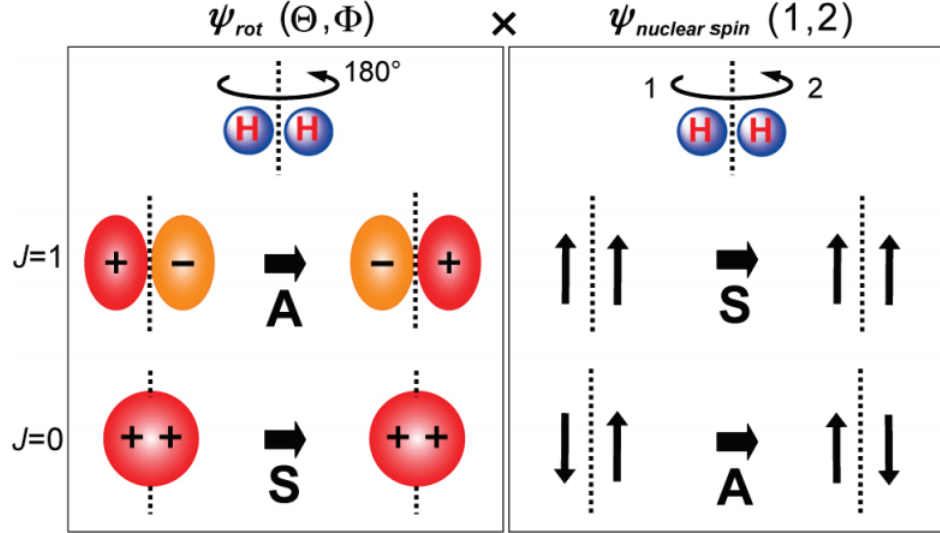 ψrot (Θ,Φ) × ψnuclear spin (1,2)
180° 1 2
H H H H
J=1 + − − +
A S
J=0 + + + +
S A